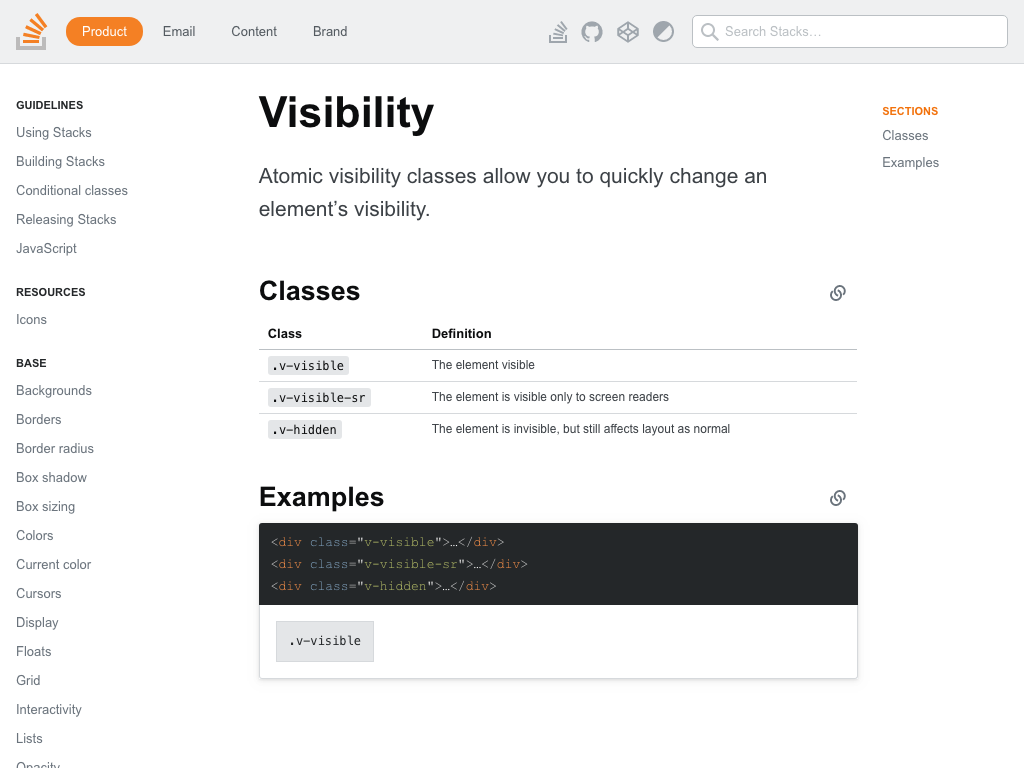 Product
Email
Content
Brand
Search Stacks…
GUIDELINES
Using Stacks
Building Stacks
Conditional classes
Releasing Stacks
JavaScript
RESOURCES
Icons
BASE
Backgrounds
Borders
Border radius
Box shadow
Box sizing
Colors
Current color
Cursors
Display
Floats
Grid
Interactivity
Lists
Opacity
Visibility
Atomic visibility classes allow you to quickly change an
element’s visibility.
Classes
Class Definition
.v-visible The element visible
.v-visible-sr The element is visible only to screen readers
.v-hidden The element is invisible, but still affects layout as normal
Examples
<div class="v-visible">…</div>
<div class="v-visible-sr">…</div>
<div class="v-hidden">…</div>
.v-visible
SECTIONS
Classes
Examples